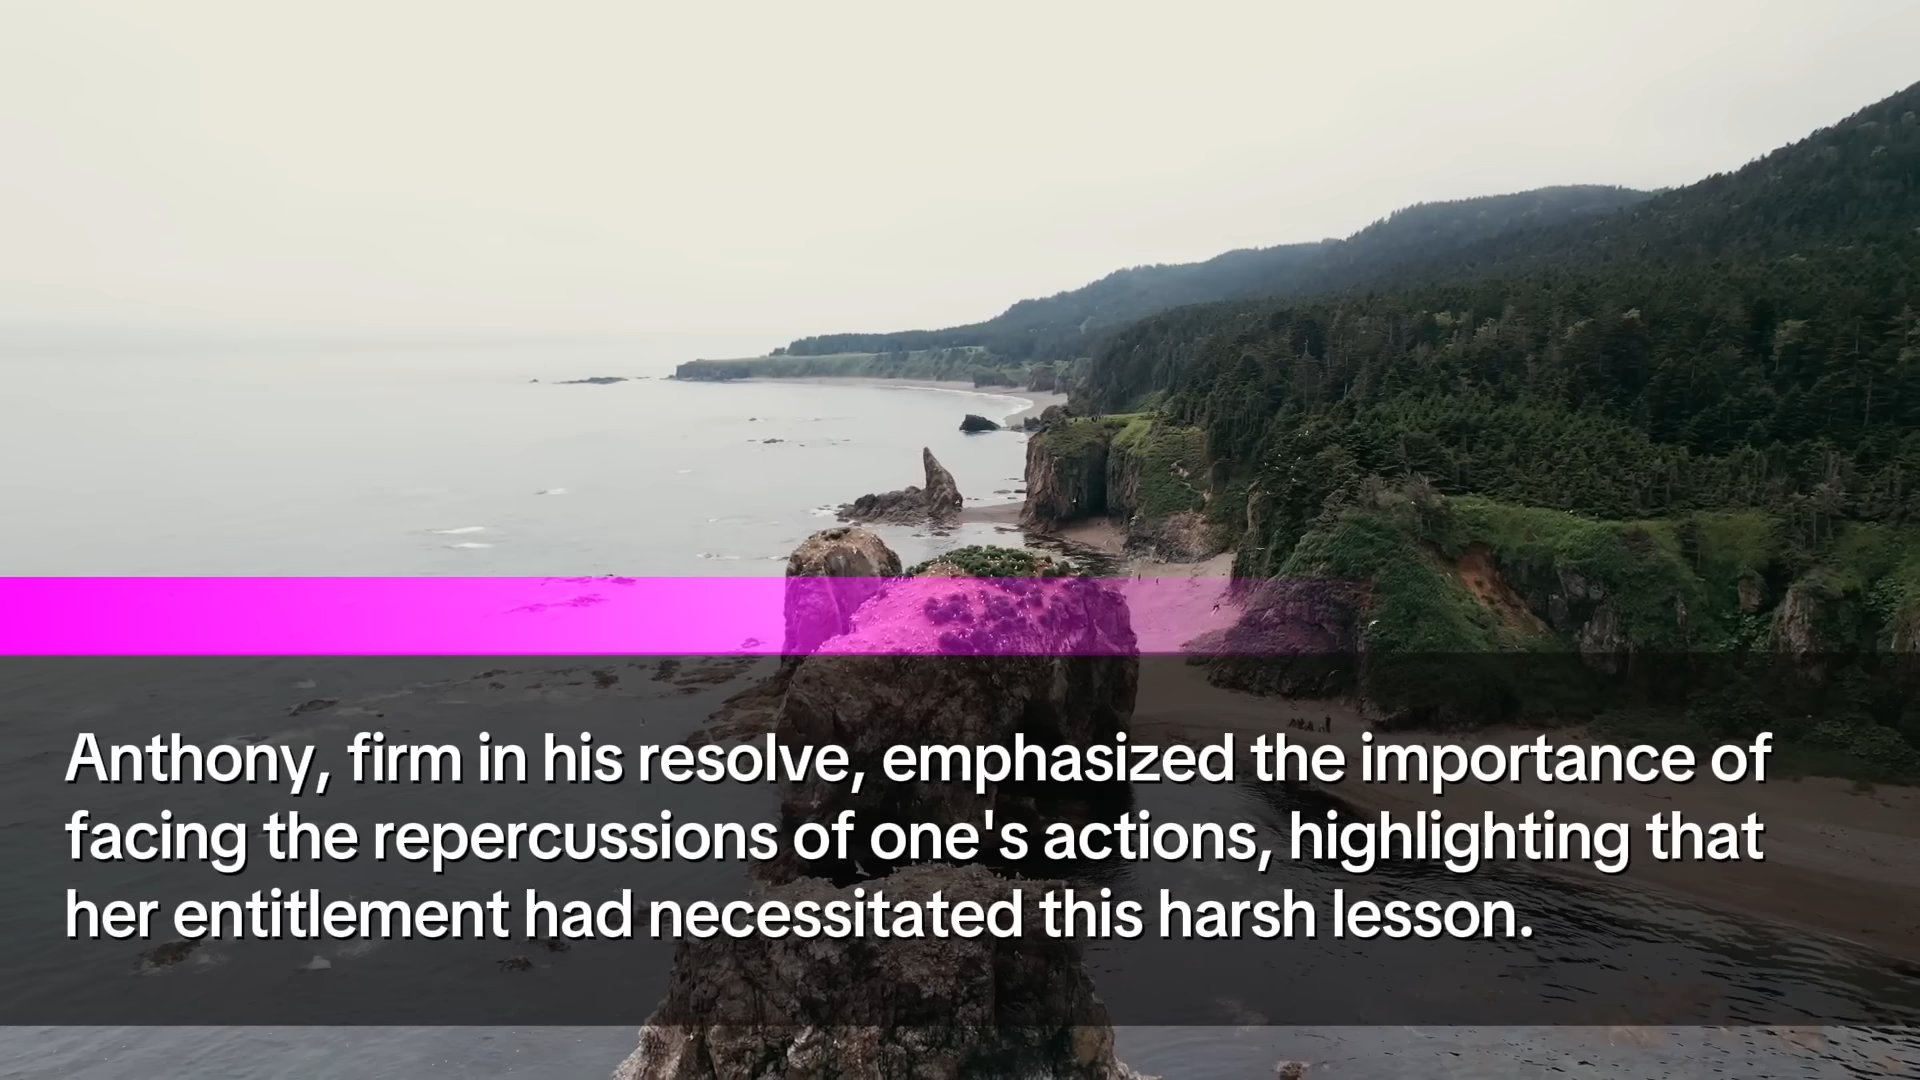 Anthony, firm in his resolve, emphasized the importance of
facing the repercussions of one's actions, highlighting that
her entitlement had necessitated this harsh lesson.